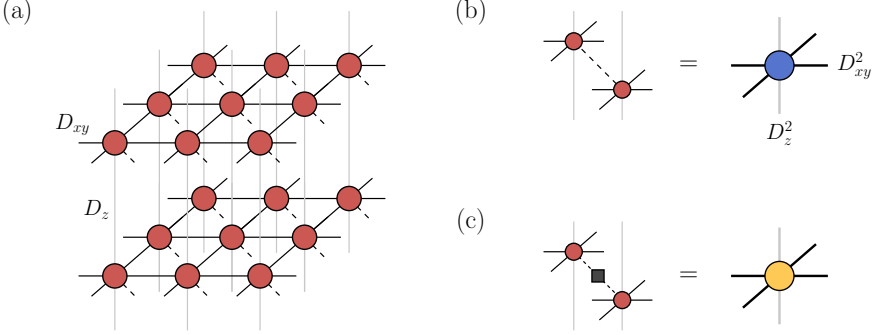 (a)
D_{xy}
D_z
(b)
=
D_{xy}^2
D_z^2
(c)
=